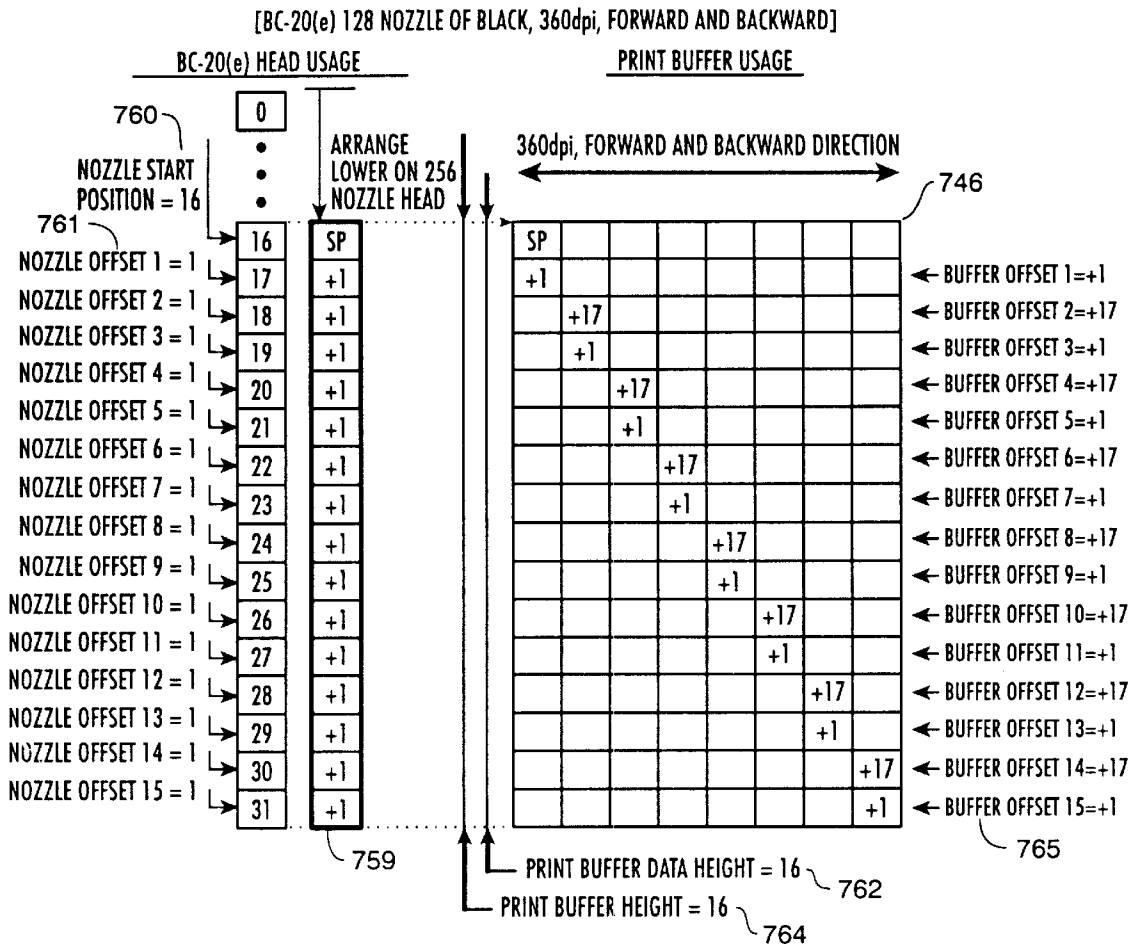 [BC-20(e) 128 NOZZLE OF BLACK, 360dpi, FORWARD AND BACKWARD]
BC-20(e) HEAD USAGE
PRINT BUFFER USAGE
760
0
NOZZLE START
POSITION = 16
ARRANGE
LOWER ON 256
NOZZLE HEAD
360dpi, FORWARD AND BACKWARD DIRECTION
746
761
16 SP SP
NOZZLE OFFSET 1 = 1 17 +1 +1 BUFFER OFFSET 1=+1
NOZZLE OFFSET 2 = 1 18 +1 +17 BUFFER OFFSET 2=+17
NOZZLE OFFSET 3 = 1 19 +1 +1 BUFFER OFFSET 3=+1
NOZZLE OFFSET 4 = 1 20 +1 +17 BUFFER OFFSET 4=+17
NOZZLE OFFSET 5 = 1 21 +1 +1 BUFFER OFFSET 5=+1
NOZZLE OFFSET 6 = 1 22 +1 +17 BUFFER OFFSET 6=+17
NOZZLE OFFSET 7 = 1 23 +1 +1 BUFFER OFFSET 7=+1
NOZZLE OFFSET 8 = 1 24 +1 +17 BUFFER OFFSET 8=+17
NOZZLE OFFSET 9 = 1 25 +1 +1 BUFFER OFFSET 9=+1
NOZZLE OFFSET 10 = 1 26 +1 +17 BUFFER OFFSET 10=+17
NOZZLE OFFSET 11 = 1 27 +1 +1 BUFFER OFFSET 11=+1
NOZZLE OFFSET 12 = 1 28 +1 +17 BUFFER OFFSET 12=+17
NOZZLE OFFSET 13 = 1 29 +1 +1 BUFFER OFFSET 13=+1
NOZZLE OFFSET 14 = 1 30 +1 +17 BUFFER OFFSET 14=+17
NOZZLE OFFSET 15 = 1 31 +1 +1 BUFFER OFFSET 15=+1
759
765
PRINT BUFFER DATA HEIGHT = 16 762
PRINT BUFFER HEIGHT = 16 764